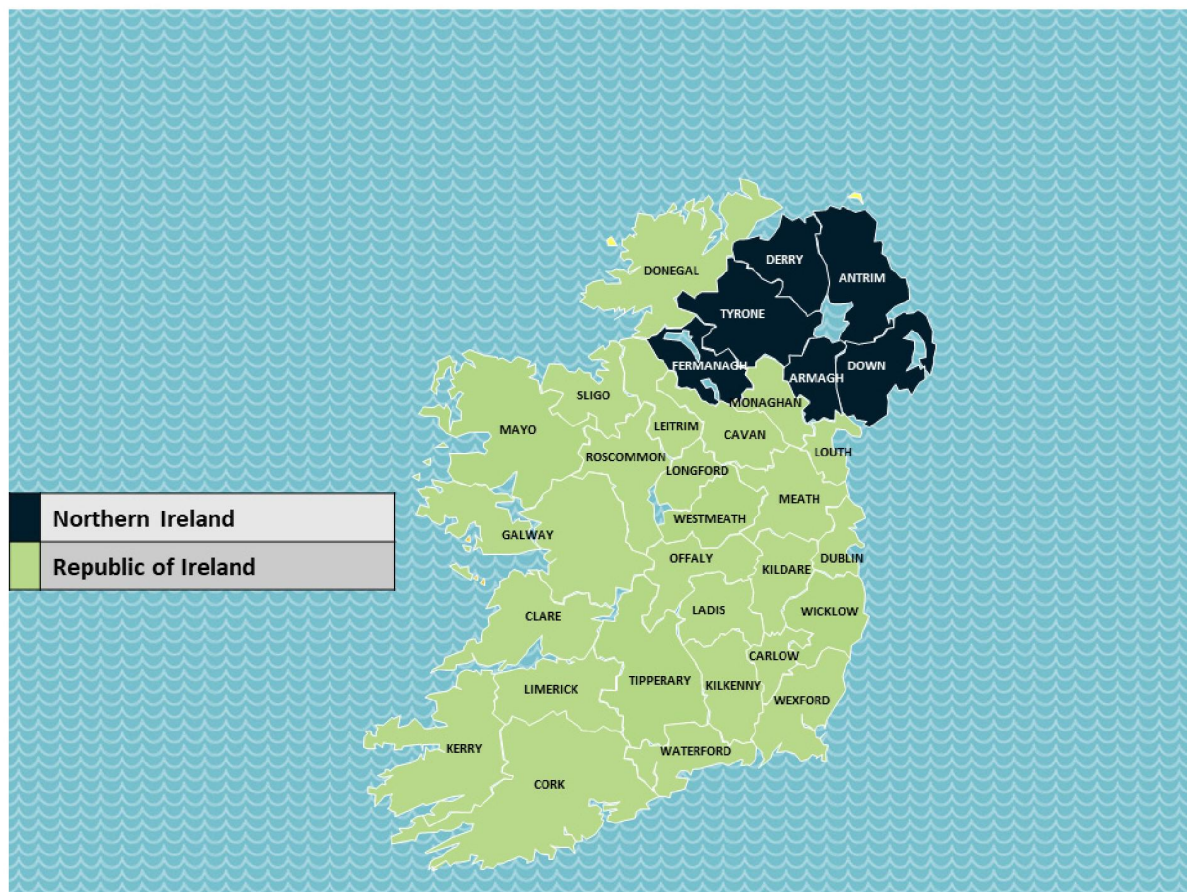 DERRY
ANTRIM
DONEGAL
TYRONE
FERMANAGH
DOWN
ARMAGH
SLIGO
MONAGHAN
MAYO
LEITRIM
CAVAN
ROSCOMMON
LOUTH
LONGFORD
MEATH
Northern Ireland
WESTMEATH
GALWAY
Republic of Ireland
OFFALY
DUBLIN
KILDARE
CLARE
LADIS
WICKLOW
CARLOW
TIPPERARY
LIMERICK
KILKENNY
WEXFORD
KERRY
WATERFORD
CORK